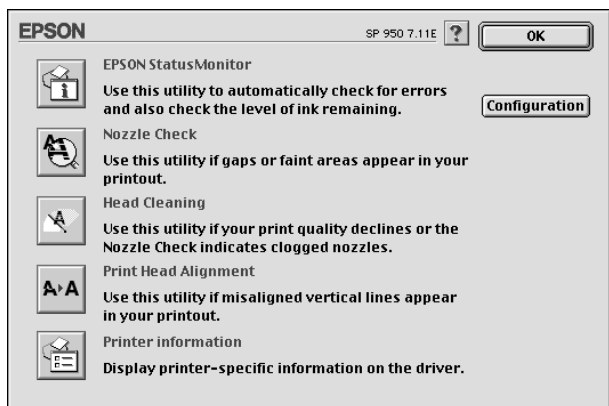 EPSON
SP 950 7.11E
?
OK
EPSON StatusMonitor
Use this utility to automatically check for errors
and also check the level of ink remaining.
Configuration
Nozzle Check
Use this utility if gaps or faint areas appear in your
printout.
Head Cleaning
Use this utility if your print quality declines or the
Nozzle Check indicates clogged nozzles.
Print Head Alignment
Use this utility if misaligned vertical lines appear
in your printout.
Printer information
Display printer-specific information on the driver.